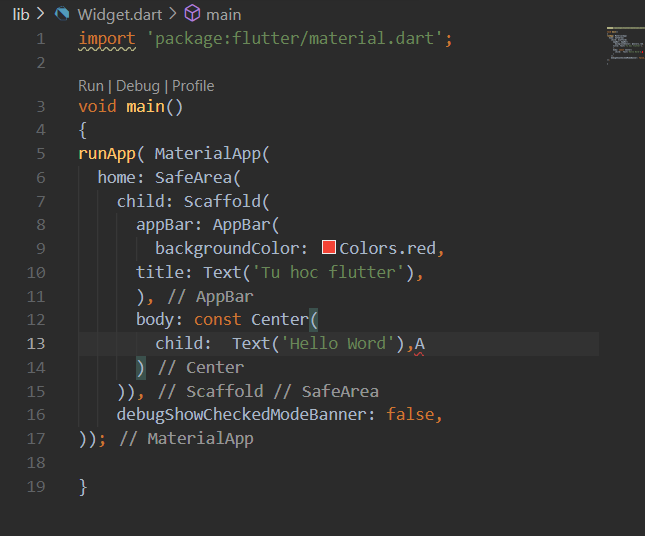 lib > Widget.dart > main
1 import 'package:flutter/material.dart';
2
Run | Debug | Profile
3 void main()
4 {
5 runApp( MaterialApp(
6 home: SafeArea(
7 child: Scaffold(
8 appBar: AppBar(
9 backgroundColor: Colors.red,
10 title: Text('Tu hoc flutter'),
11 ), // AppBar
12 body: const Center(
13 child:  Text('Hello Word'),A
14 ) // Center
15 )), // Scaffold // SafeArea
16 debugShowCheckedModeBanner: false,
17 )); // MaterialApp
18
19 }